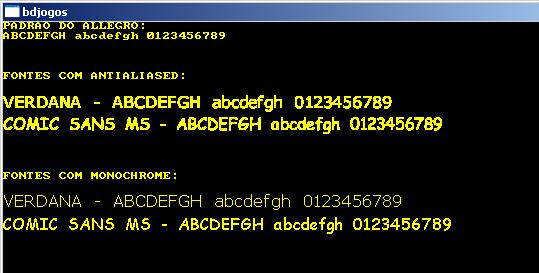 bdjogos
PADRAO DO ALLEGRO:
ABCDEFGH abcdefgh 0123456789
FONTES COM ANTIALIASED:
VERDANA - ABCDEFGH abcdefgh 0123456789
COMIC SANS MS - ABCDEFGH abcdefgh 0123456789
FONTES COM MONOCHROME:
VERDANA - ABCDEFGH abcdefgh 0123456789
COMIC SANS MS - ABCDEFGH abcdefgh 0123456789